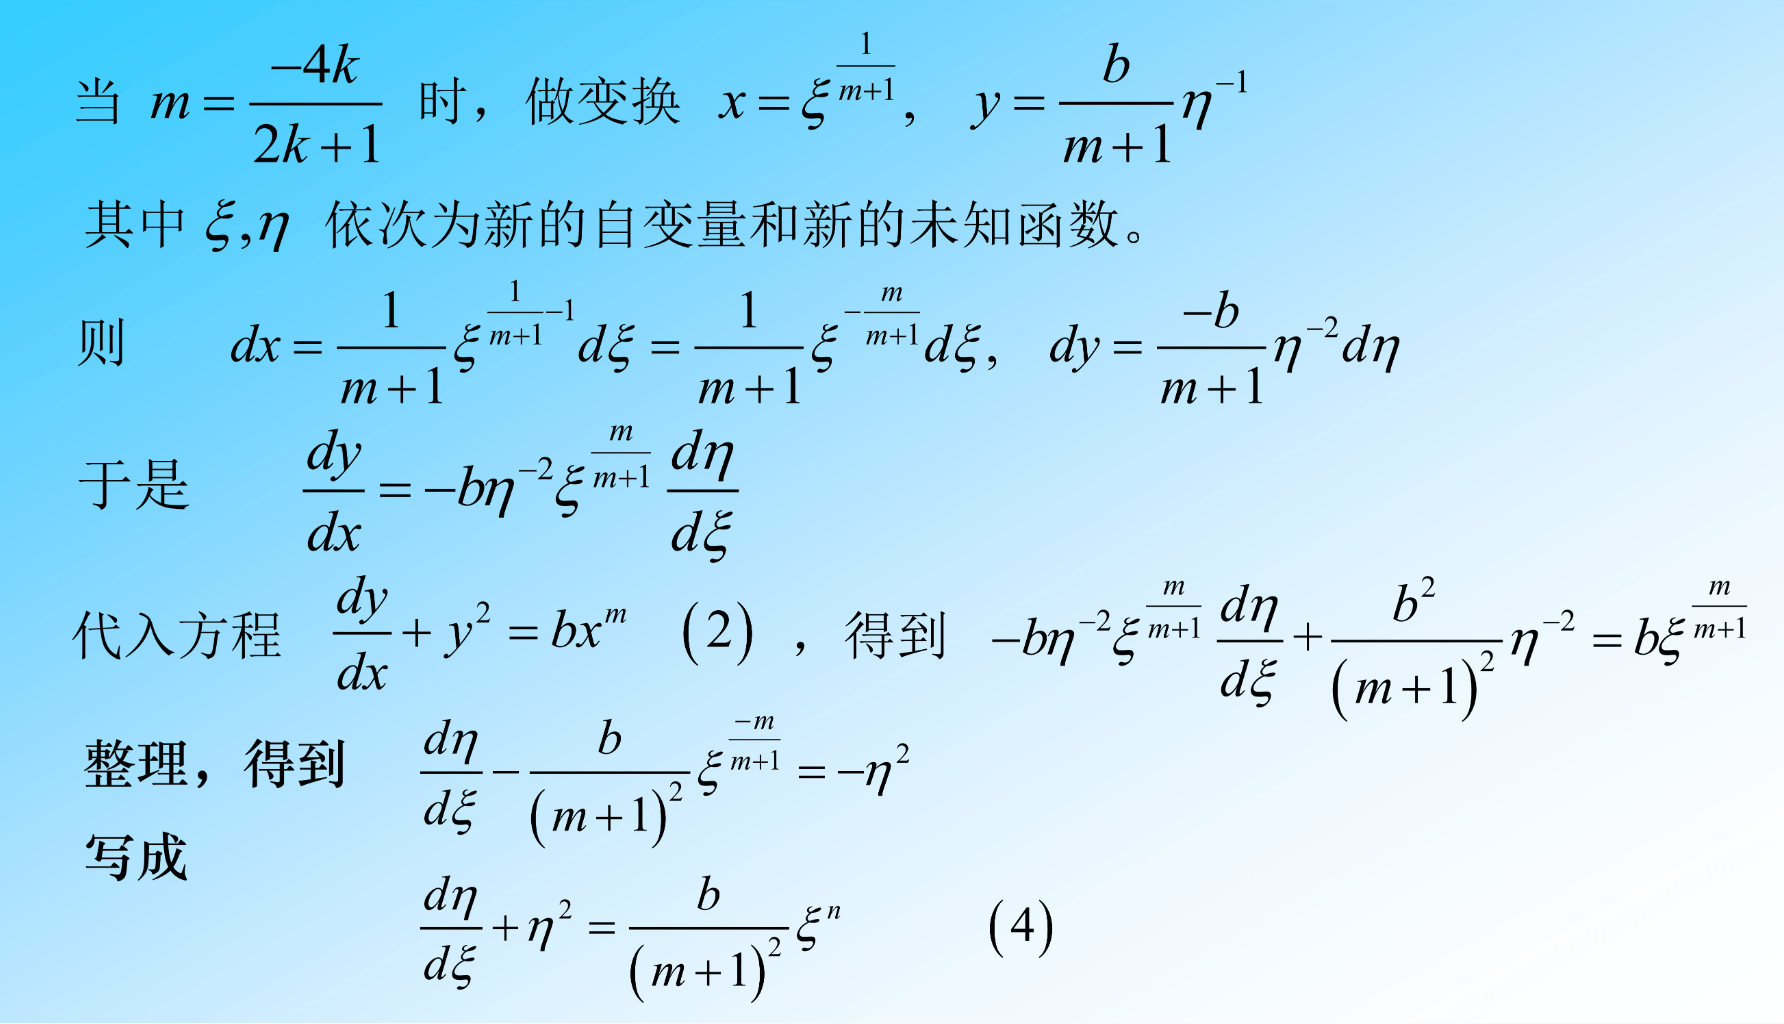 当 $m=\frac{-4k}{2k+1}$ 时，做变换 $x=\xi^{\frac{1}{m+1}}, \quad y=\frac{b}{m+1}\eta^{-1}$
其中 $\xi,\eta$ 依次为新的自变量和新的未知函数。
则 $dx=\frac{1}{m+1}\xi^{\frac{1}{m+1}-1}d\xi=\frac{1}{m+1}\xi^{-\frac{m}{m+1}}d\xi, \quad dy=\frac{-b}{m+1}\eta^{-2}d\eta$
于是 $\frac{dy}{dx}=-b\eta^{-2}\xi^{\frac{m}{m+1}}\frac{d\eta}{d\xi}$
代入方程 $\frac{dy}{dx}+y^{2}=bx^{m} \quad (2)$ ，得到 $-b\eta^{-2}\xi^{\frac{m}{m+1}}\frac{d\eta}{d\xi}+\frac{b^{2}}{(m+1)^{2}}\eta^{-2}=b\xi^{\frac{m}{m+1}}$
整理，得到 $\frac{d\eta}{d\xi}-\frac{b}{(m+1)^{2}}\xi^{\frac{-m}{m+1}}=-\eta^{2}$
写成
$\frac{d\eta}{d\xi}+\eta^{2}=\frac{b}{(m+1)^{2}}\xi^{n} \quad (4)$